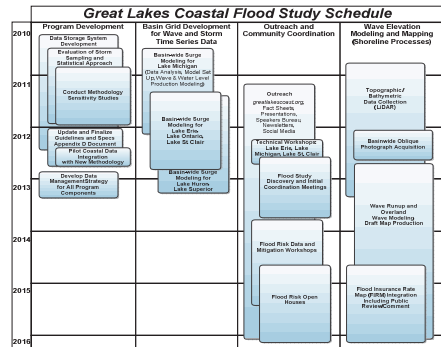 Great Lakes Coastal Flood Study Schedule
Program Development
Basin Grid Development
for Wave and Storm
Time Series Data
Outreach and
Community Coordination
Wave Elevation
Modeling and Mapping
(Shoreline Processes)
2010
2011
2012
2013
2014
2015
2016
Data Storage System
Development
Evaluation of Storm
Sampling and
Statistical Approach
Conduct Methodology
Sensitivity Studies
Update and Finalize
Guidelines and Specs
Appendix D Document
Pilot Coastal Data
Integration
with New Methodology
Develop Data
ManagementStrategy
for All Program
Components
Basinwide Surge
Modeling for
Lake Michigan
(Data Analysis, Model Set
Up, Wave & Water Level
Production Modeling)
Basinwide Surge
Modeling for
Lake Erie
Lake Ontario,
Lake St Clair
Basinwide Surge
Modeling for
Lake Huron
Lake Superior
Outreach
greatlakescoast.org,
Fact Sheets,
Presentations,
Speakers Bureau,
Newsletters,
Social Media
Technical Workshops
Lake Erie, Lake
Michigan, Lake St. Clair
Flood Study
Discovery and Initial
Coordination Meetings
Flood Risk Data and
Mitigation Workshops
Flood Risk Open
Houses
Topographic/
Bathymetric
Data Collection
(LiDAR)
Basinwide Oblique
Photograph Acquisition
Wave Runup and
Overland
Wave Modeling
Draft Map Production
Flood Insurance Rate
Map (FIRM) Integration
Including Public
Review/Comment